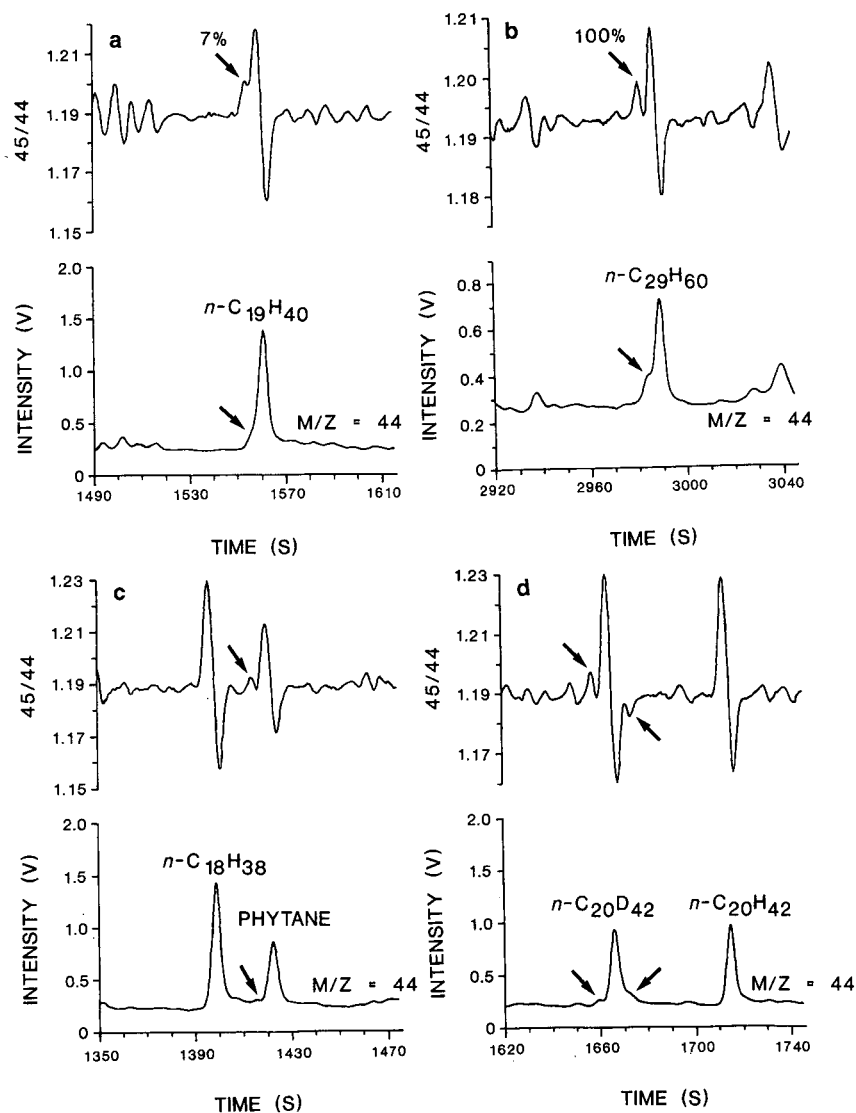 a
7%
45/44
1.21
1.19
1.17
1.15
b
100%
45/44
1.21
1.20
1.19
1.18
n-C19H40
INTENSITY (V)
2.0
1.5
1.0
0.5
0
M/Z = 44
1490 1530 1570 1610
TIME (S)
n-C29H60
INTENSITY (V)
0.8
0.6
0.4
0.2
0
M/Z = 44
2920 2960 3000 3040
TIME (S)
c
45/44
1.23
1.21
1.19
1.17
1.15
d
45/44
1.23
1.21
1.19
1.17
n-C18H38
PHYTANE
INTENSITY (V)
2.0
1.5
1.0
0.5
0
M/Z = 44
1350 1390 1430 1470
TIME (S)
n-C20D42
n-C20H42
INTENSITY (V)
2.0
1.5
1.0
0.5
0
M/Z = 44
1620 1660 1700 1740
TIME (S)